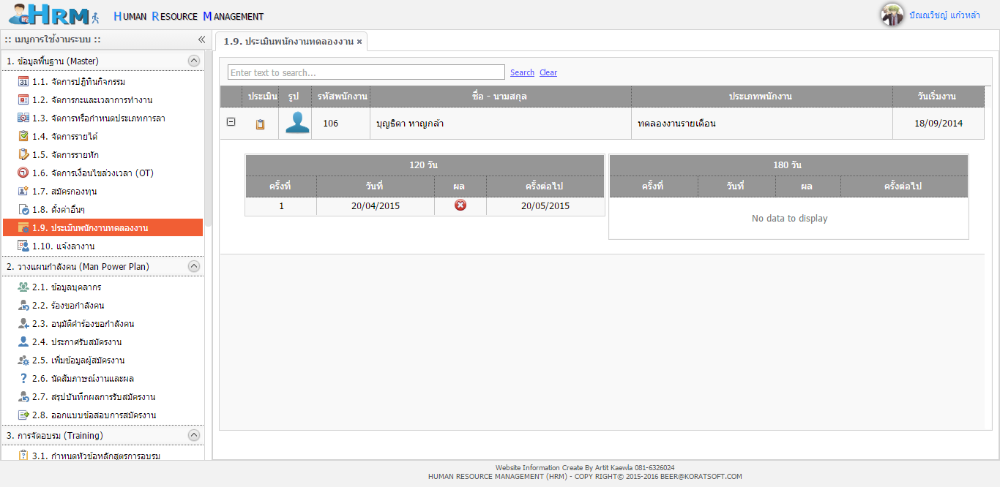 HRM HUMAN RESOURCE MANAGEMENT
ปัณณวิชญ์ แก้วหล้า
:: เมนูการใช้งานระบบ ::
1. ข้อมูลพื้นฐาน (Master)
1.1. จัดการปฏิทินกิจกรรม
1.2. จัดการกะและเวลาการทำงาน
1.3. จัดการหรือกำหนดประเภทการลา
1.4. จัดการรายได้
1.5. จัดการรายหัก
1.6. จัดการเงื่อนไขล่วงเวลา (OT)
1.7. สมัครกองทุน
1.8. ตั้งค่าอื่นๆ
1.9. ประเมินพนักงานทดลองงาน
1.10. แจ้งลางาน
2. วางแผนกำลังคน (Man Power Plan)
2.1. ข้อมูลบุคลากร
2.2. ร้องขอกำลังคน
2.3. อนุมัติคำร้องขอกำลังคน
2.4. ประกาศรับสมัครงาน
2.5. เพิ่มข้อมูลผู้สมัครงาน
2.6. นัดสัมภาษณ์งานและผล
2.7. สรุปบันทึกผลการรับสมัครงาน
2.8. ออกแบบข้อสอบการสมัครงาน
3. การจัดอบรม (Training)
3.1. กำหนดหัวข้อหลักสูตรการอบรม
1.9. ประเมินพนักงานทดลองงาน ×
Enter text to search... Search Clear
ประเมิน รูป รหัสพนักงาน ชื่อ - นามสกุล ประเภทพนักงาน วันเริ่มงาน
106 บุญธิดา หาญกล้า ทดลองงานรายเดือน 18/09/2014
120 วัน
ครั้งที่ วันที่ ผล ครั้งต่อไป
1 20/04/2015 20/05/2015
180 วัน
ครั้งที่ วันที่ ผล ครั้งต่อไป
No data to display
Website Information Create By Artit Kaewla 081-6326024
HUMAN RESOURCE MANAGEMENT (HRM) - COPY RIGHT© 2015-2016 BEER@KORATSOFT.COM